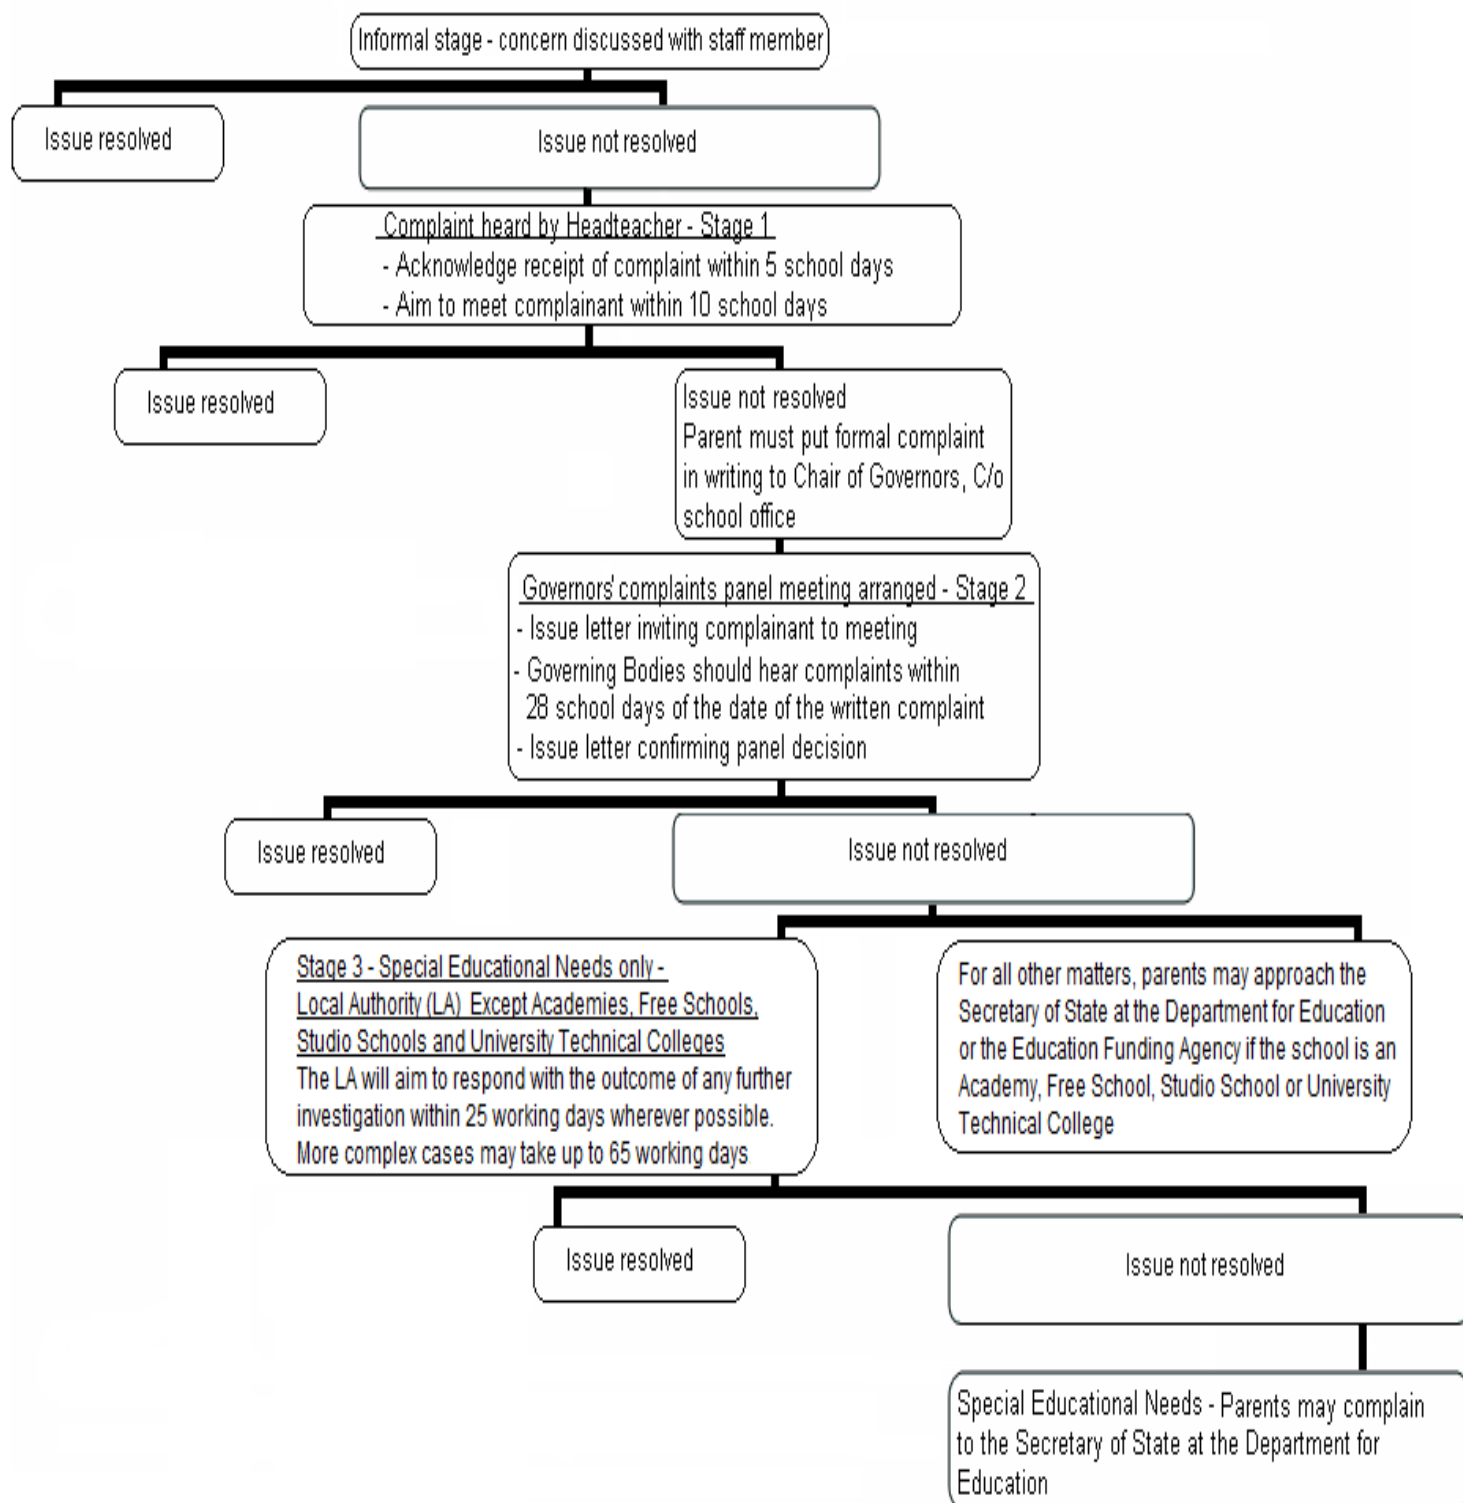 Informal stage - concern discussed with staff member
Issue resolved
Issue not resolved
Complaint heard by Headteacher - Stage 1
- Acknowledge receipt of complaint within 5 school days
- Aim to meet complainant within 10 school days
Issue resolved
Issue not resolved
Parent must put formal complaint
in writing to Chair of Governors, C/o
school office
Governors' complaints panel meeting arranged - Stage 2
- Issue letter inviting complainant to meeting
- Governing Bodies should hear complaints within
28 school days of the date of the written complaint
- Issue letter confirming panel decision
Issue resolved
Issue not resolved
Stage 3 - Special Educational Needs only -
Local Authority (LA) Except Academies, Free Schools,
Studio Schools and University Technical Colleges
The LA will aim to respond with the outcome of any further
investigation within 25 working days wherever possible.
More complex cases may take up to 65 working days
For all other matters, parents may approach the
Secretary of State at the Department for Education
or the Education Funding Agency if the school is an
Academy, Free School, Studio School or University
Technical College
Issue resolved
Issue not resolved
Special Educational Needs - Parents may complain
to the Secretary of State at the Department for
Education